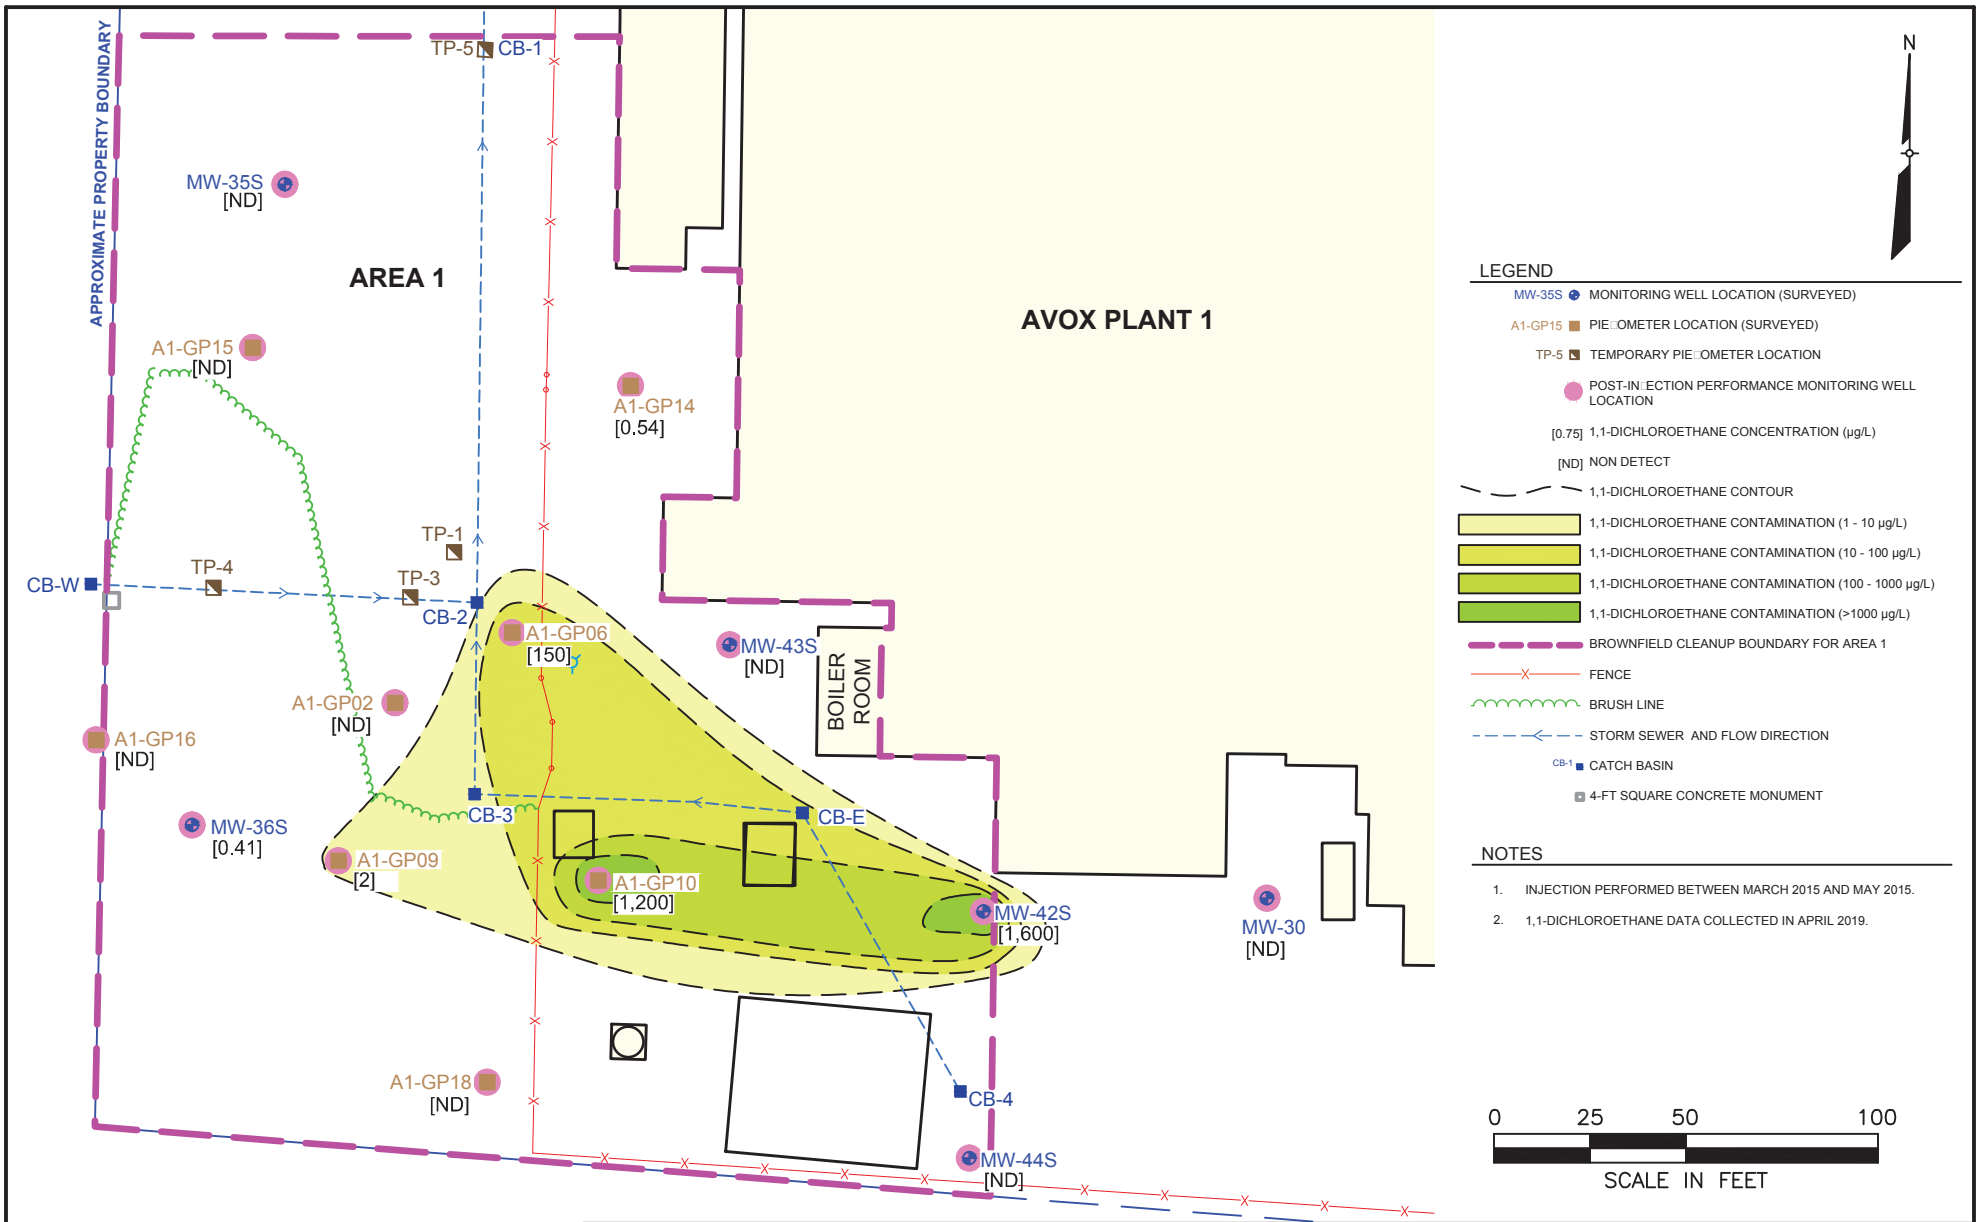 APPROXIMATE PROPERTY BOUNDARY
TP-5
CB-1
N
MW-35S
[ND]
AREA 1
AVOX PLANT 1
A1-GP15
[ND]
A1-GP14
[0.54]
TP-1
TP-4
TP-3
CB-W
CB-2
A1-GP06
[150]
MW-43S
[ND]
BOILER
ROOM
A1-GP02
[ND]
A1-GP16
[ND]
CB-3
CB-E
MW-36S
[0.41]
A1-GP09
[2]
A1-GP10
[1,200]
MW-42S
[1,600]
MW-30
[ND]
A1-GP18
[ND]
CB-4
MW-44S
[ND]
LEGEND
MW-35S MONITORING WELL LOCATION (SURVEYED)
A1-GP15 PIE□OMETER LOCATION (SURVEYED)
TP-5 TEMPORARY PIE□OMETER LOCATION
POST-IN□ECTION PERFORMANCE MONITORING WELL
LOCATION
[0.75] 1,1-DICHLOROETHANE CONCENTRATION (µg/L)
[ND] NON DETECT
1,1-DICHLOROETHANE CONTOUR
1,1-DICHLOROETHANE CONTAMINATION (1 - 10 µg/L)
1,1-DICHLOROETHANE CONTAMINATION (10 - 100 µg/L)
1,1-DICHLOROETHANE CONTAMINATION (100 - 1000 µg/L)
1,1-DICHLOROETHANE CONTAMINATION (>1000 µg/L)
BROWNFIELD CLEANUP BOUNDARY FOR AREA 1
FENCE
BRUSH LINE
STORM SEWER AND FLOW DIRECTION
CB-1 CATCH BASIN
4-FT SQUARE CONCRETE MONUMENT
NOTES
1. INJECTION PERFORMED BETWEEN MARCH 2015 AND MAY 2015.
2. 1,1-DICHLOROETHANE DATA COLLECTED IN APRIL 2019.
0 25 50 100
SCALE IN FEET